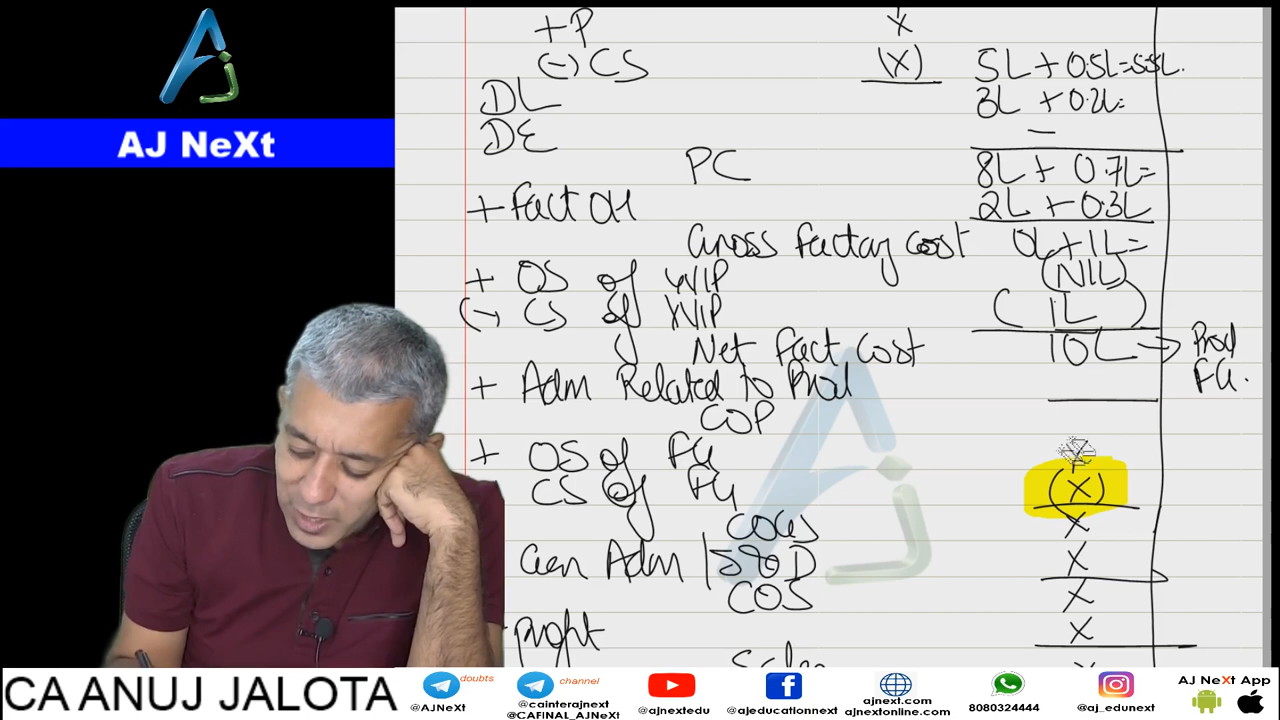 +P X
(-) CS (X) 5L + 0.5L=5.5L.
DL 3L + 0.2L=
DE —
PC 8L + 0.7L=
+ Fact OH 2L + 0.3L
Gross Factory cost 10L + 1L=
+ OS of WIP (NIL)
(-) CS of WIP ( 1L )
Net Fact Cost 10L → Prod
+ Adm Related to Prod FG.
COP
+ OS of FG
CS of FG (X)
COGS X
Gen Adm | S&D X
COS X
Profit X
Sales
AJ NeXt
CA ANUJ JALOTA
doubts
@AJNeXt
channel
@cainterajnext
@CAFINAL_AJNeXt
@ajnextedu
@ajeducationnext
ajnext.com
ajnextonline.com
8080324444
@aj_edunext
AJ NeXt App